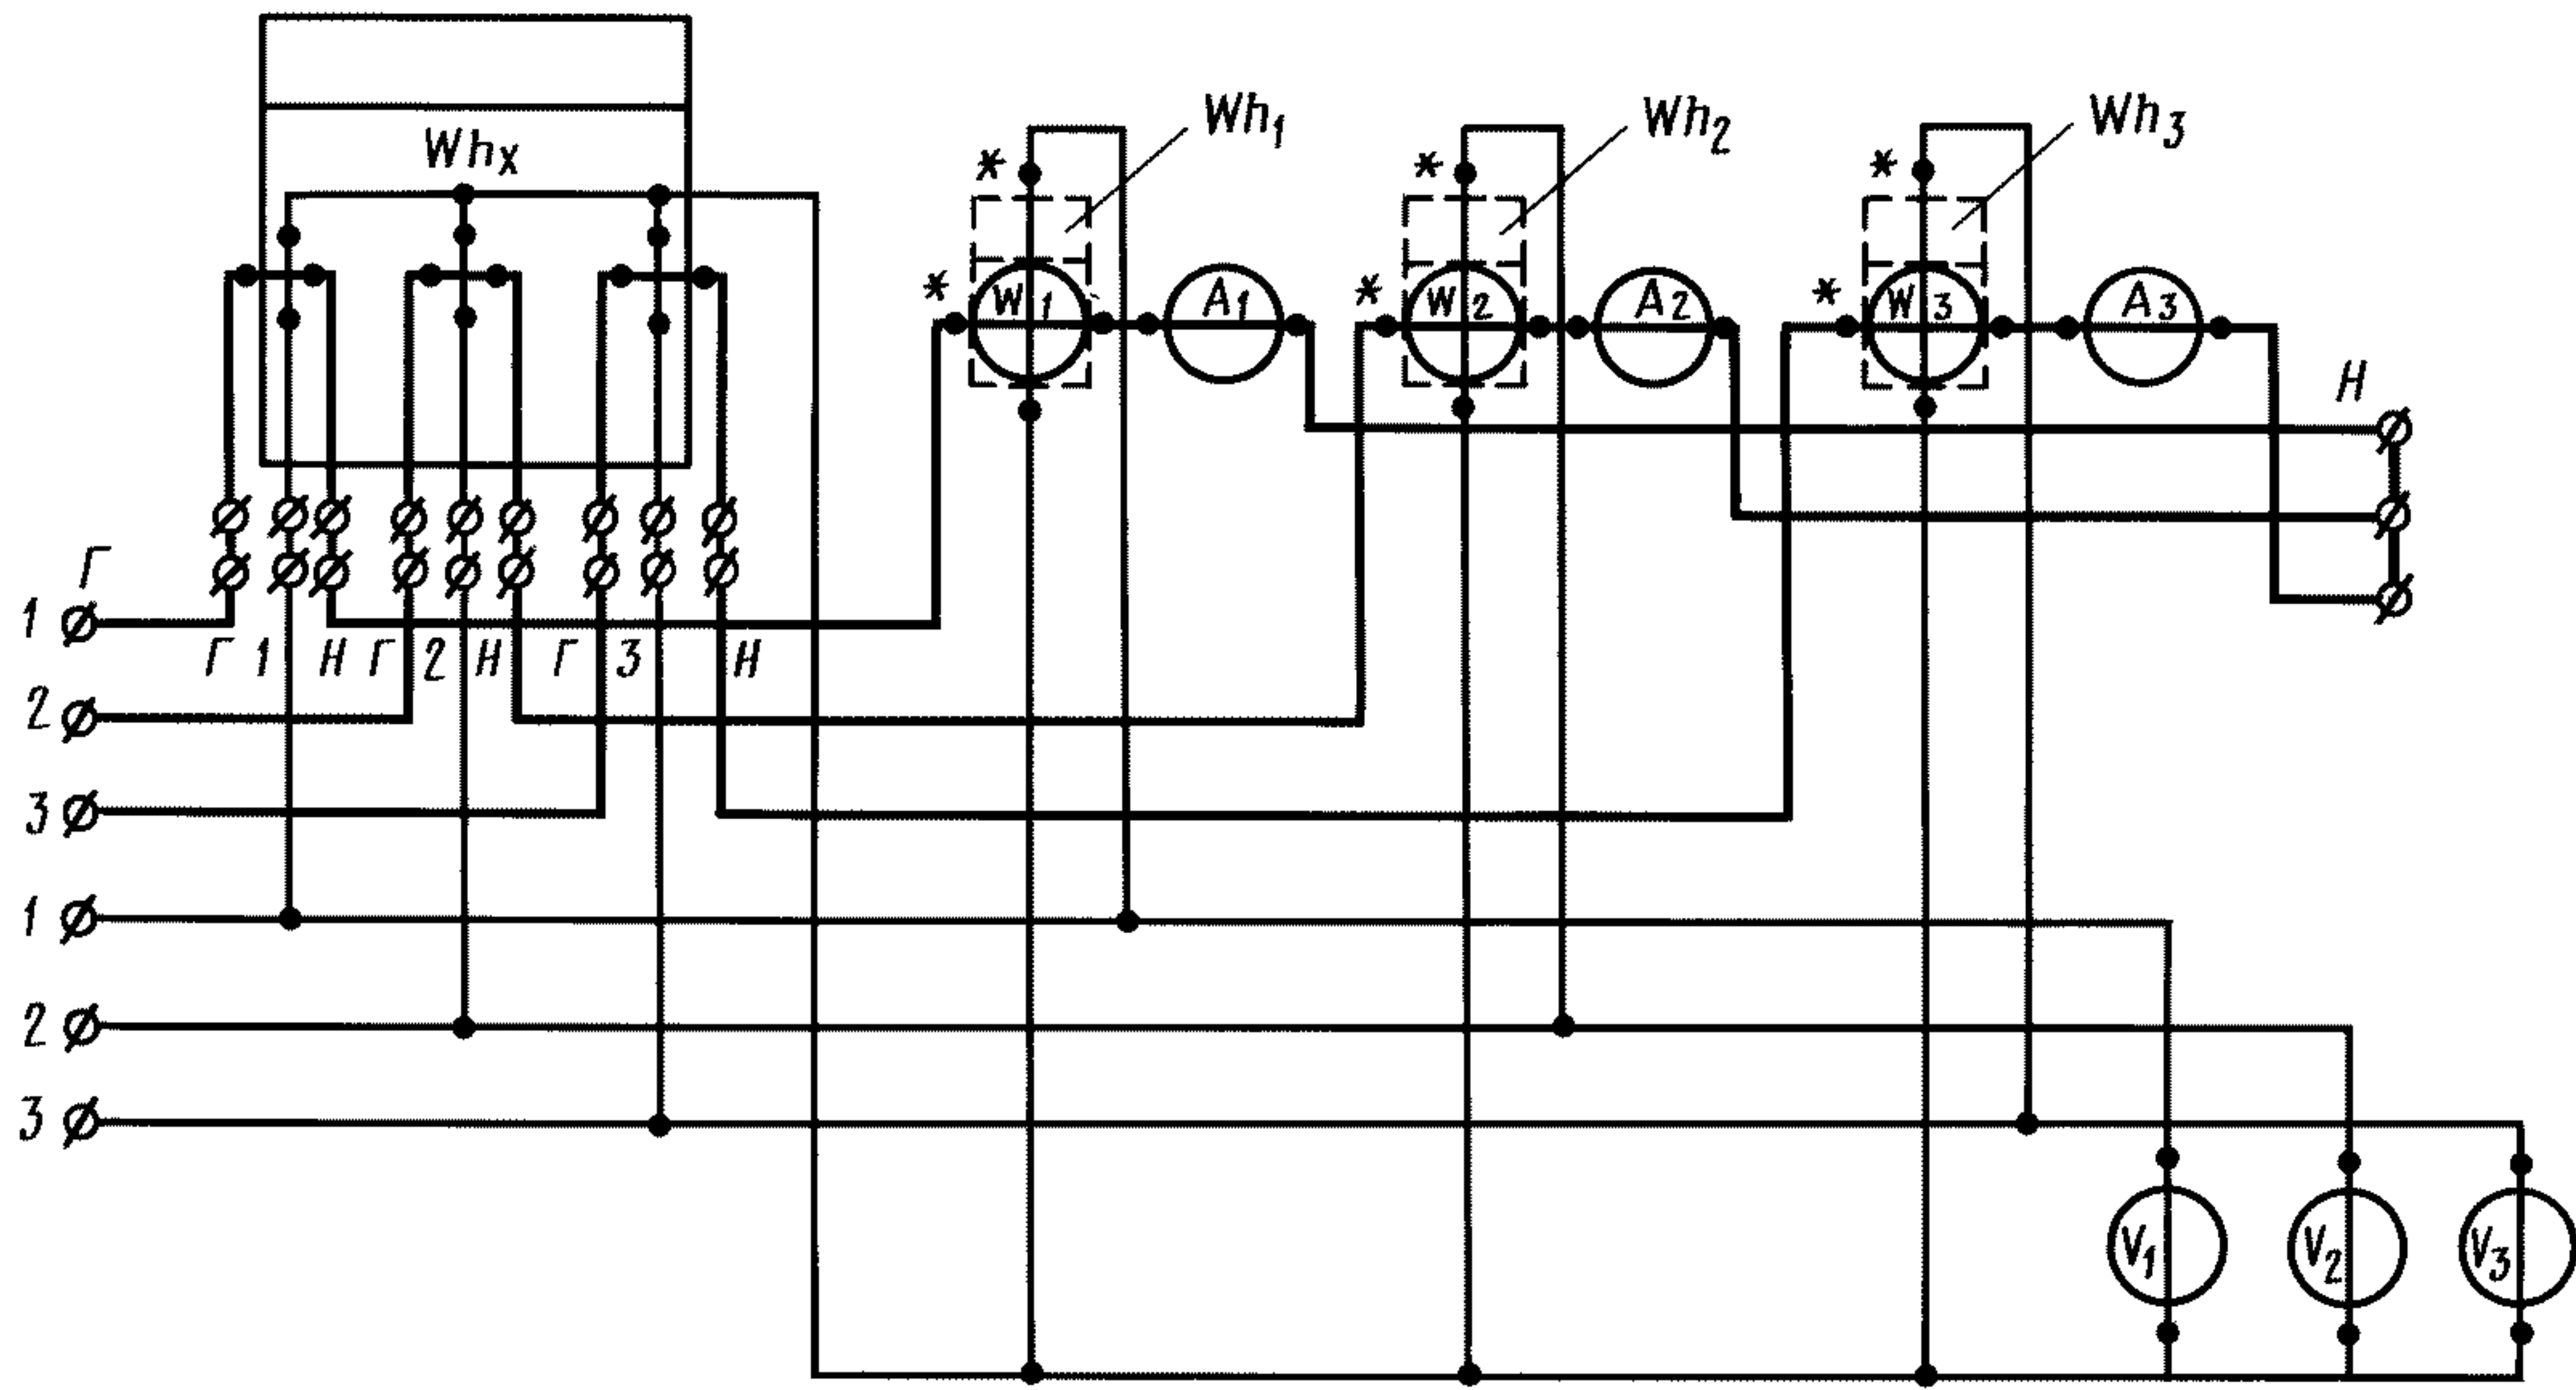 Whₓ
Wh₁
Wh₂
Wh₃
*
*
*
* W₁ A₁
* W₂ A₂
* W₃ A₃
Н
Г
1
Г 1 Н Г 2 Н Г 3 Н
2
3
1
2
3
V₁ V₂ V₃